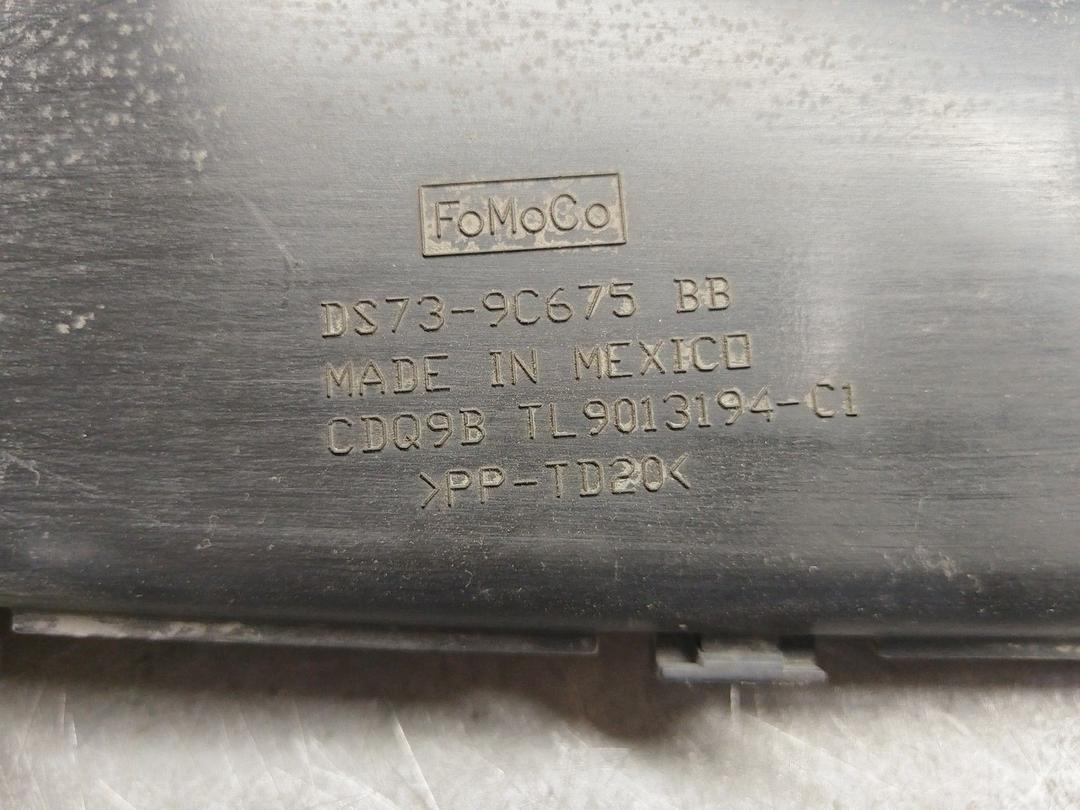 FoMoCo
DS73-9C675 BB
MADE IN MEXICO
CDQ9B TL9013194-C1
>PP-TD20<